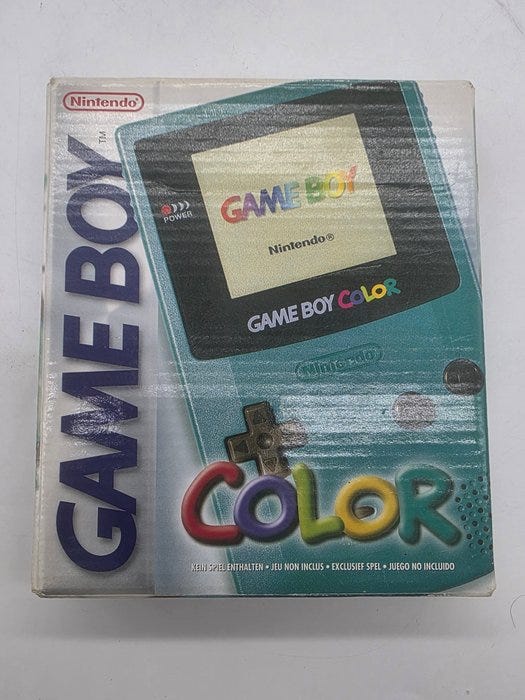 Nintendo®
GAME BOY™
POWER
GAME BOY
Nintendo®
GAME BOY COLOR
Nintendo
COLOR
KEIN SPIEL ENTHALTEN • JEU NON INCLUS • EXCLUSIEF SPEL • JUEGO NO INCLUIDO